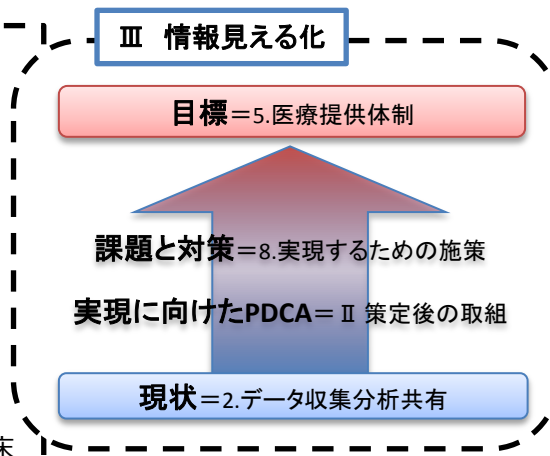 Ⅲ 情報見える化
目標＝5.医療提供体制
課題と対策＝8.実現するための施策
実現に向けたPDCA＝Ⅱ 策定後の取組
現状＝2.データ収集分析共有
末